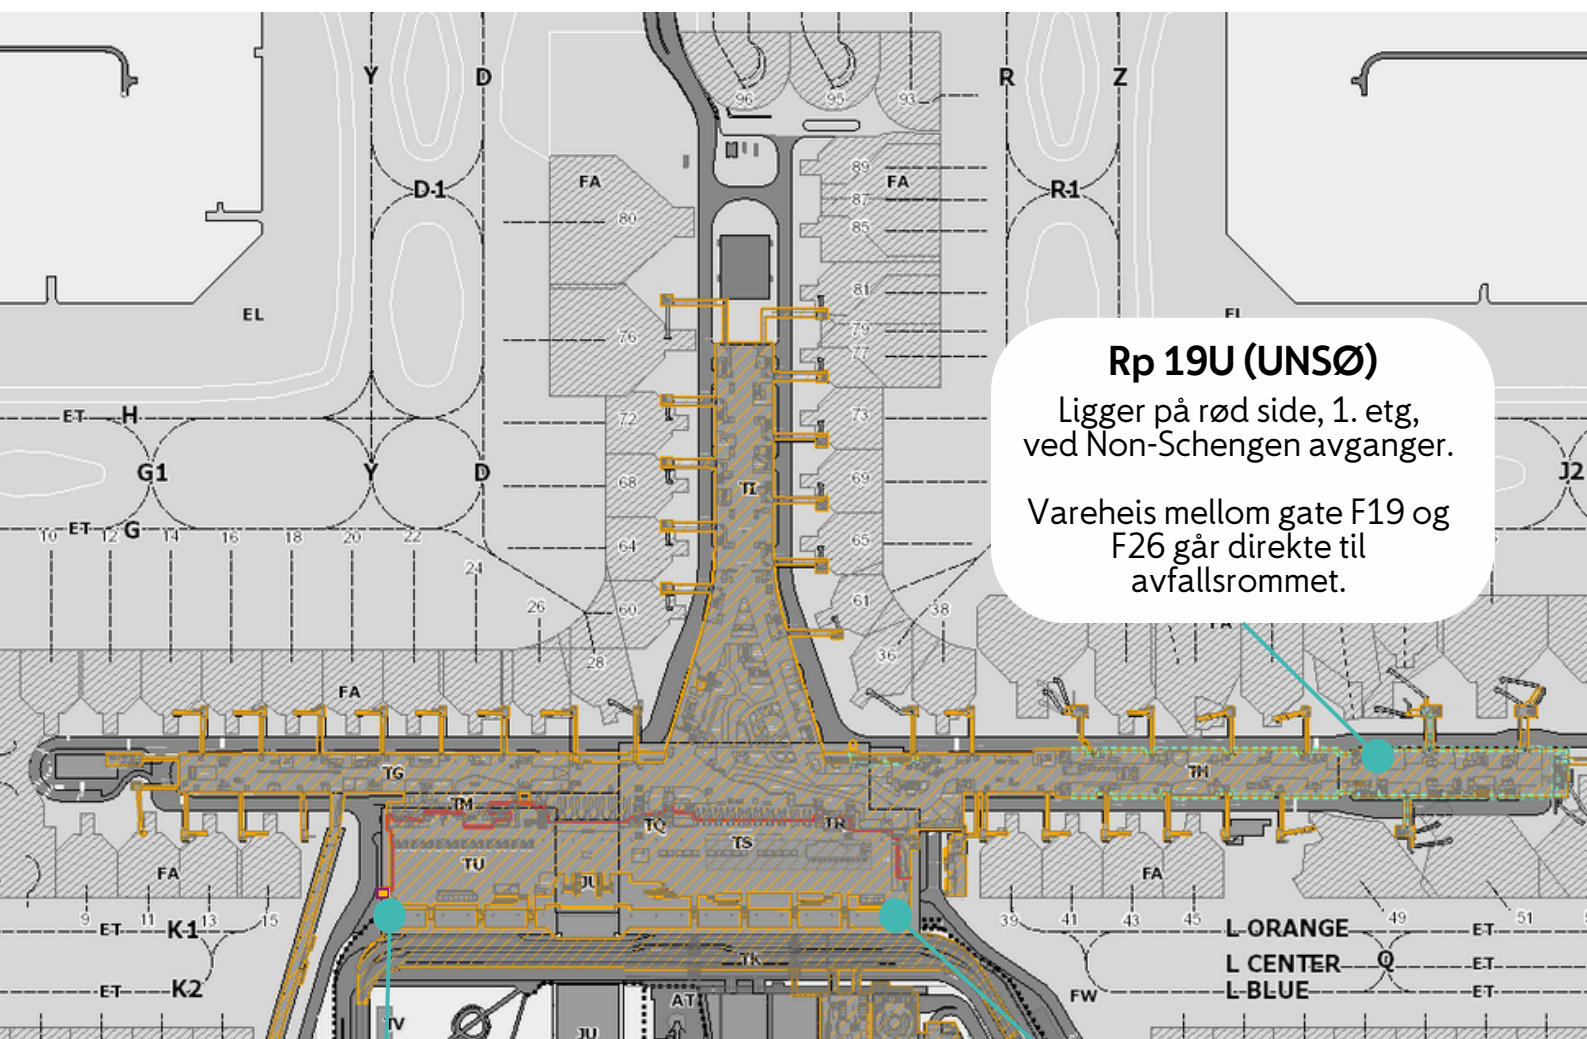 Y
D
R
Z
96
95
93
FA
D-1
80
89
FA
87
85
R1
EL
81
76
79
77
Rp 19U (UNSØ)
Ligger på rød side, 1. etg,
ved Non-Schengen avganger.
Vareheis mellom gate F19 og
F26 går direkte til
avfallsrommet.
ET H
72
73
G1
Y
D
68
TI
69
J2
ET G
10
12
14
16
18
20
22
64
65
24
26
60
61
38
28
36
FA
TG
TH
TM
TQ
TS
TR
TU
JU
FA
FA
9
11
13
15
39
41
43
45
49
51
ET K1
L ORANGE
ET
TK
L CENTER
Q
ET
ET K2
L BLUE
ET
FW
AT
JU